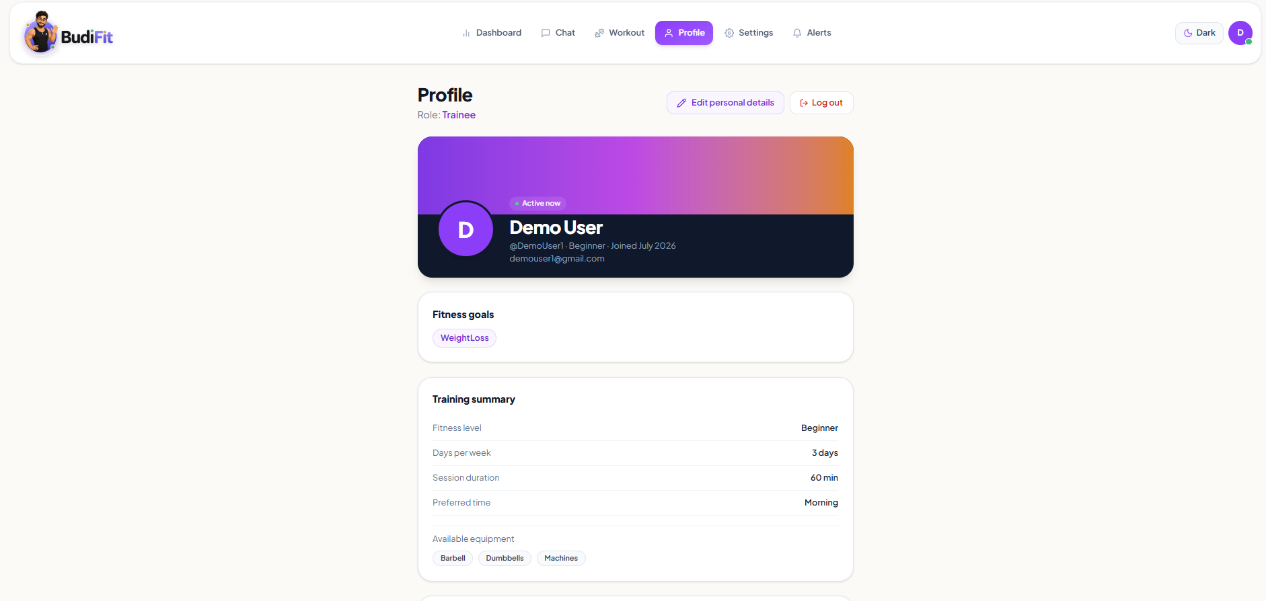 BudiFit
Dashboard
Chat
Workout
Profile
Settings
Alerts
Dark
D
Profile
Role: Trainee
Edit personal details
Log out
Active now
D
Demo User
@DemoUser1 · Beginner · Joined July 2026
demouser1@gmail.com
Fitness goals
WeightLoss
Training summary
Fitness level Beginner
Days per week 3 days
Session duration 60 min
Preferred time Morning
Available equipment
Barbell Dumbbells Machines